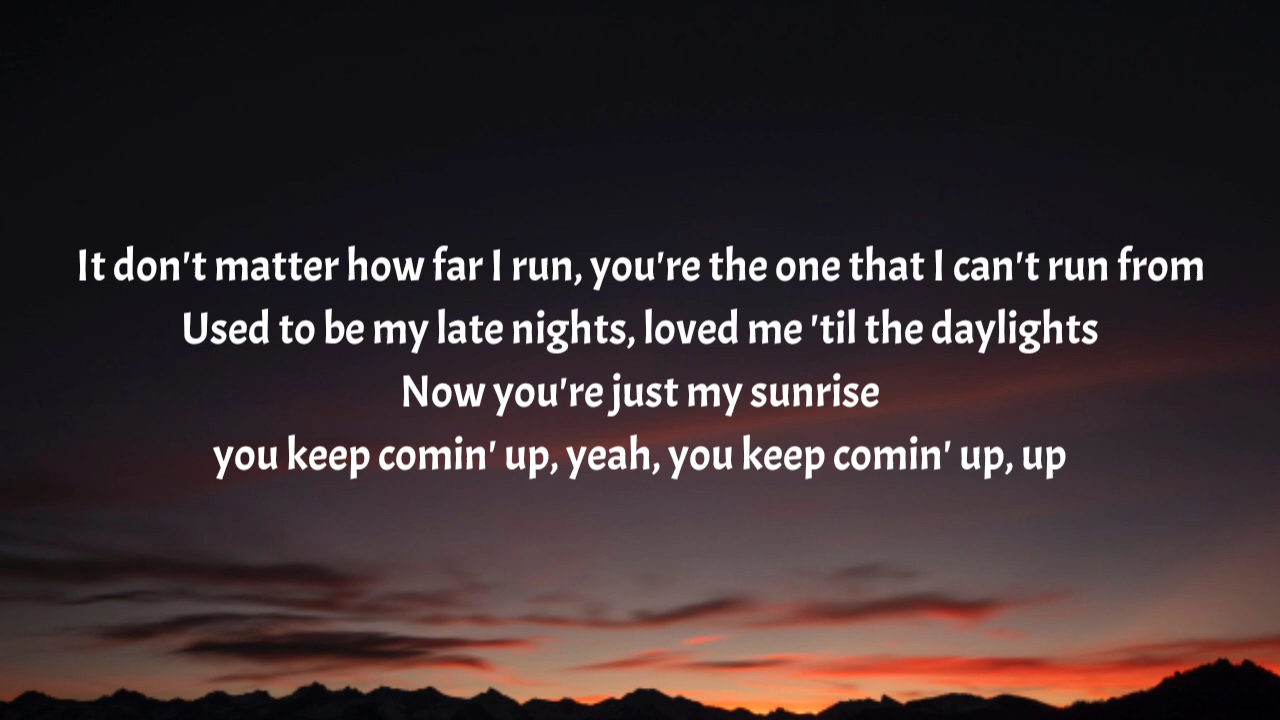 It don't matter how far I run, you're the one that I can't run from
Used to be my late nights, loved me 'til the daylights
Now you're just my sunrise
you keep comin' up, yeah, you keep comin' up, up